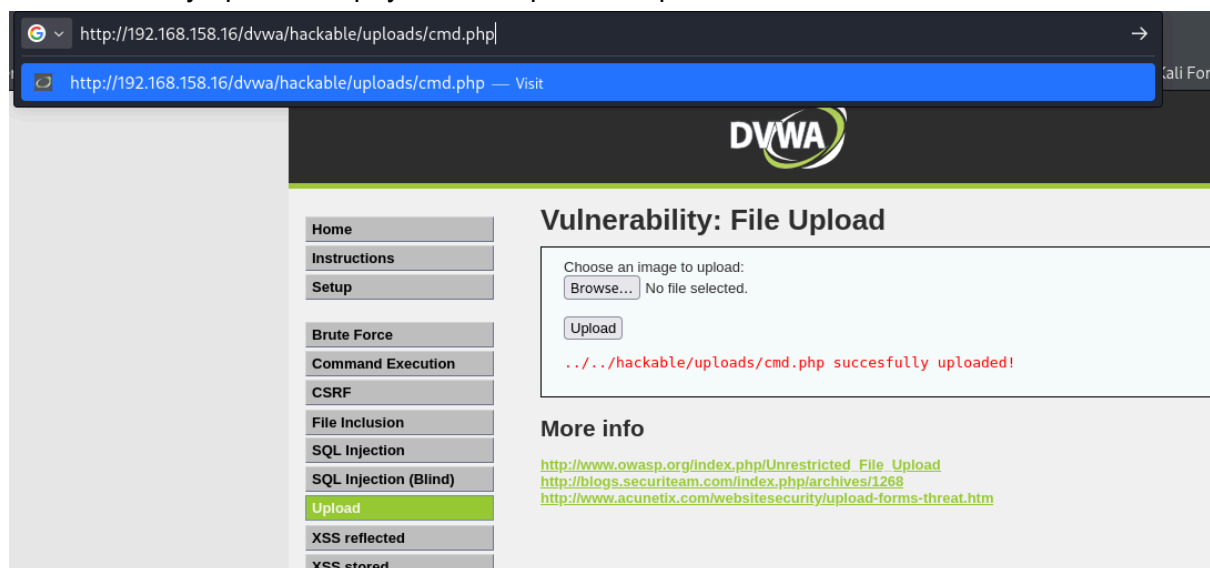 http://192.168.158.16/dvwa/hackable/uploads/cmd.php
http://192.168.158.16/dvwa/hackable/uploads/cmd.php — Visit
Kali For
DVWA
Home
Instructions
Setup
Brute Force
Command Execution
CSRF
File Inclusion
SQL Injection
SQL Injection (Blind)
Upload
XSS reflected
XSS stored
Vulnerability: File Upload
Choose an image to upload:
Browse... No file selected.
Upload
../../hackable/uploads/cmd.php succesfully uploaded!
More info
http://www.owasp.org/index.php/Unrestricted_File_Upload
http://blogs.securiteam.com/index.php/archives/1268
http://www.acunetix.com/websitesecurity/upload-forms-threat.htm